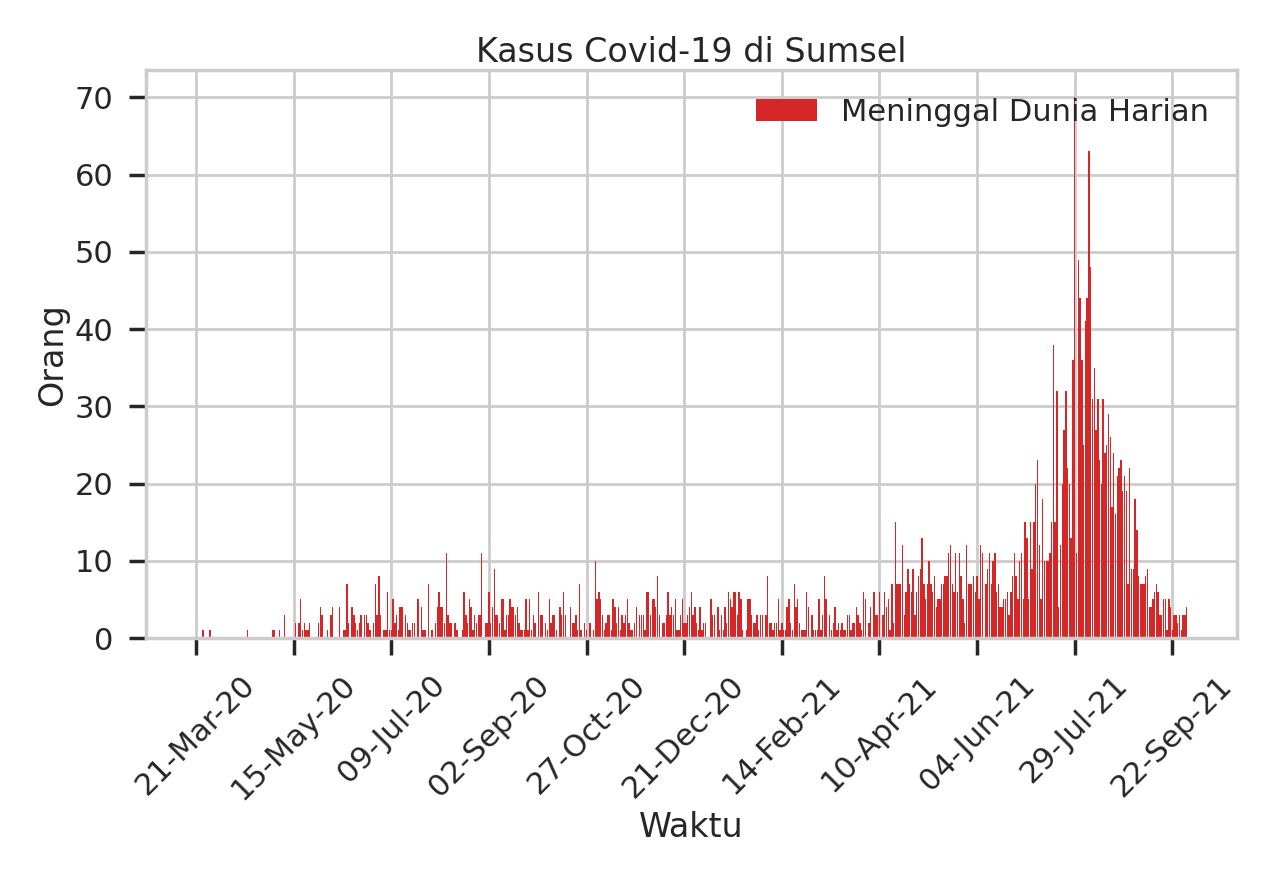 Kasus Covid-19 di Sumsel
Meninggal Dunia Harian
Orang
70
60
50
40
30
20
10
0
21-Mar-20
15-May-20
09-Jul-20
02-Sep-20
27-Oct-20
21-Dec-20
14-Feb-21
10-Apr-21
04-Jun-21
29-Jul-21
22-Sep-21
Waktu